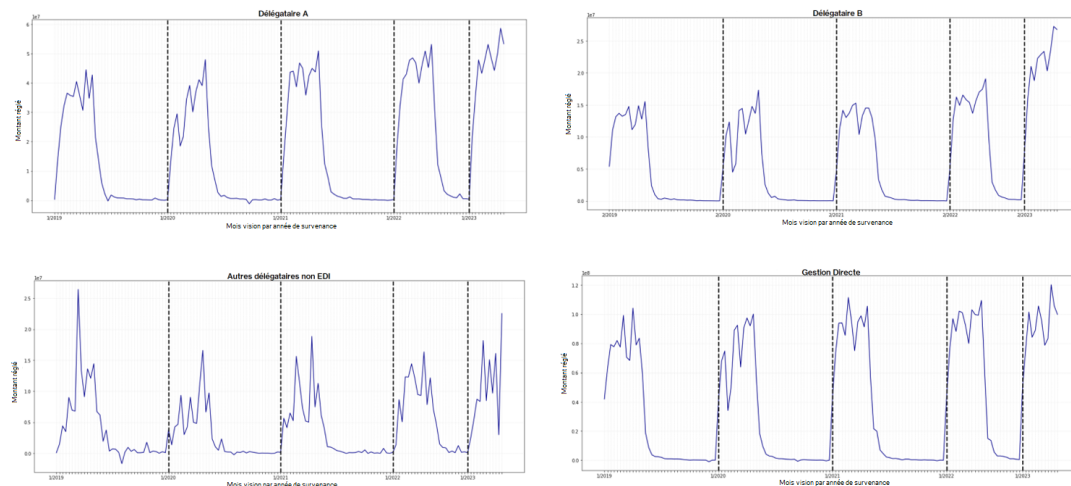 Délégataire A
1e7
6
5
4
3
2
1
0
Montant réglé
1/2019
1/2020
1/2021
1/2022
1/2023
Mois vision par année de survenance
Délégataire B
1e7
2.5
2.0
1.5
1.0
0.5
0.0
Montant réglé
2/2019
2/2020
2/2021
2/2022
2/2023
Mois vision par année de survenance
Autres délégataires non EDI
1e7
2.5
2.0
1.5
1.0
0.5
0.0
Montant réglé
1/2019
1/2020
1/2021
1/2022
1/2023
Mois vision par année de survenance
Gestion Directe
1e8
1.2
1.0
0.8
0.6
0.4
0.2
0.0
Montant réglé
1/2019
1/2020
1/2021
1/2022
1/2023
Mois vision par année de survenance